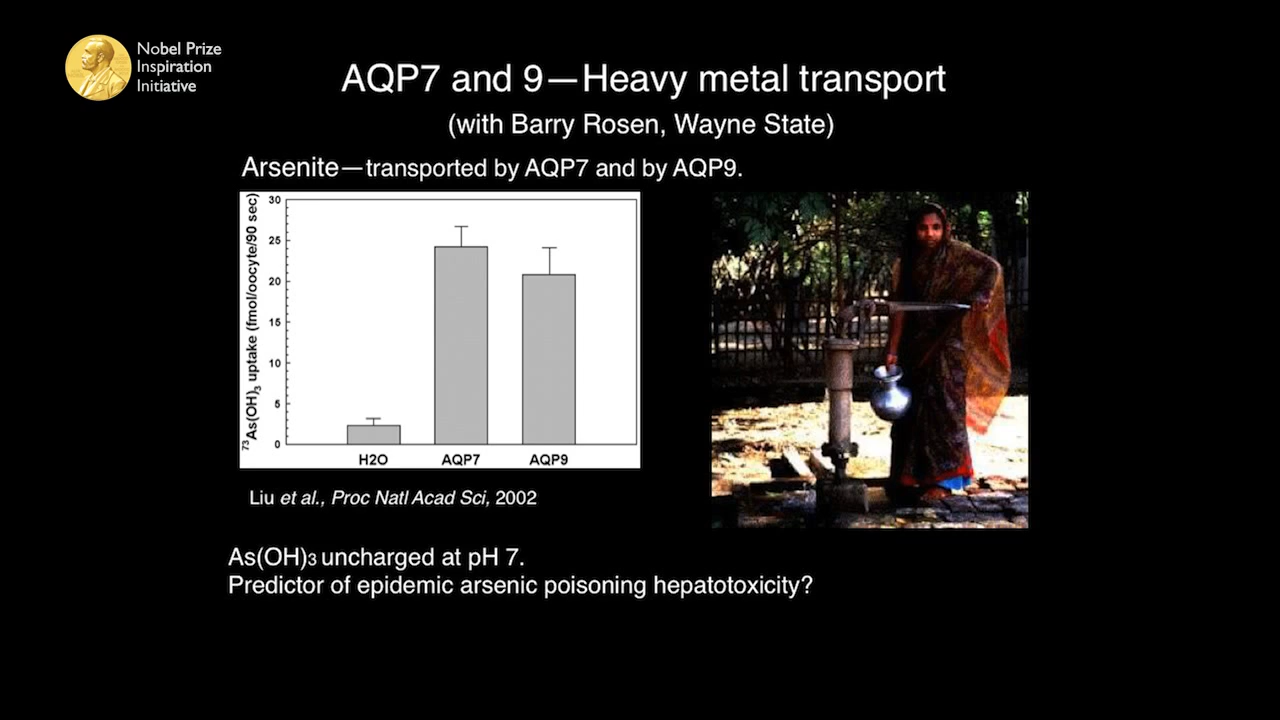 Nobel Prize
Inspiration
Initiative
AQP7 and 9—Heavy metal transport
(with Barry Rosen, Wayne State)
Arsenite—transported by AQP7 and by AQP9.
73As(OH)3 uptake (fmol/oocyte/90 sec)
30
25
20
15
10
5
0
H2O AQP7 AQP9
Liu et al., Proc Natl Acad Sci, 2002
As(OH)3 uncharged at pH 7.
Predictor of epidemic arsenic poisoning hepatotoxicity?